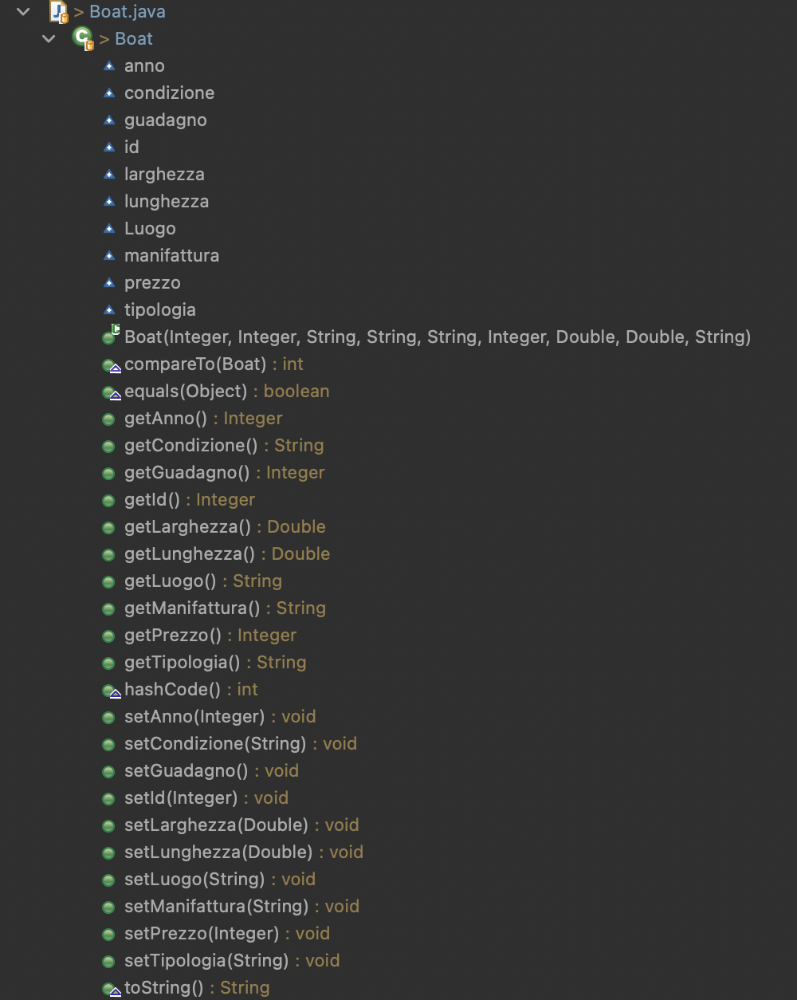 > Boat.java
> Boat
anno
condizione
guadagno
id
larghezza
lunghezza
Luogo
manifattura
prezzo
tipologia
Boat(Integer, Integer, String, String, String, Integer, Double, Double, String)
compareTo(Boat) : int
equals(Object) : boolean
getAnno() : Integer
getCondizione() : String
getGuadagno() : Integer
getId() : Integer
getLarghezza() : Double
getLunghezza() : Double
getLuogo() : String
getManifattura() : String
getPrezzo() : Integer
getTipologia() : String
hashCode() : int
setAnno(Integer) : void
setCondizione(String) : void
setGuadagno() : void
setId(Integer) : void
setLarghezza(Double) : void
setLunghezza(Double) : void
setLuogo(String) : void
setManifattura(String) : void
setPrezzo(Integer) : void
setTipologia(String) : void
toString() : String